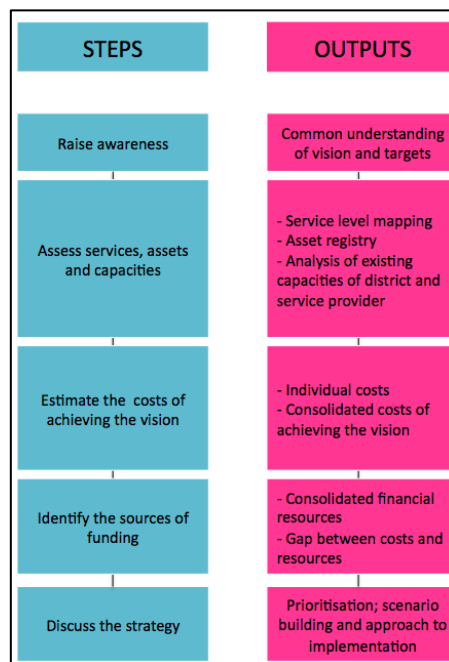 STEPS
OUTPUTS
Raise awareness
Common understanding
of vision and targets
Assess services, assets
and capacities
- Service level mapping
- Asset registry
- Analysis of existing
capacities of district and
service provider
Estimate the costs of
achieving the vision
- Individual costs
- Consolidated costs of
achieving the vision
Identify the sources of
funding
- Consolidated financial
resources
- Gap between costs and
resources
Discuss the strategy
Prioritisation; scenario
building and approach to
implementation